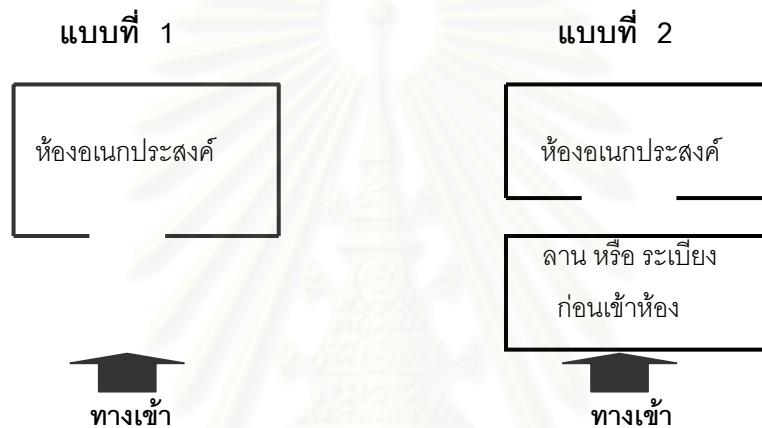 แบบที่ 1
ห้องอเนกประสงค์
ทางเข้า
แบบที่ 2
ห้องอเนกประสงค์
ลาน หรือ ระเบียง
ก่อนเข้าห้อง
ทางเข้า